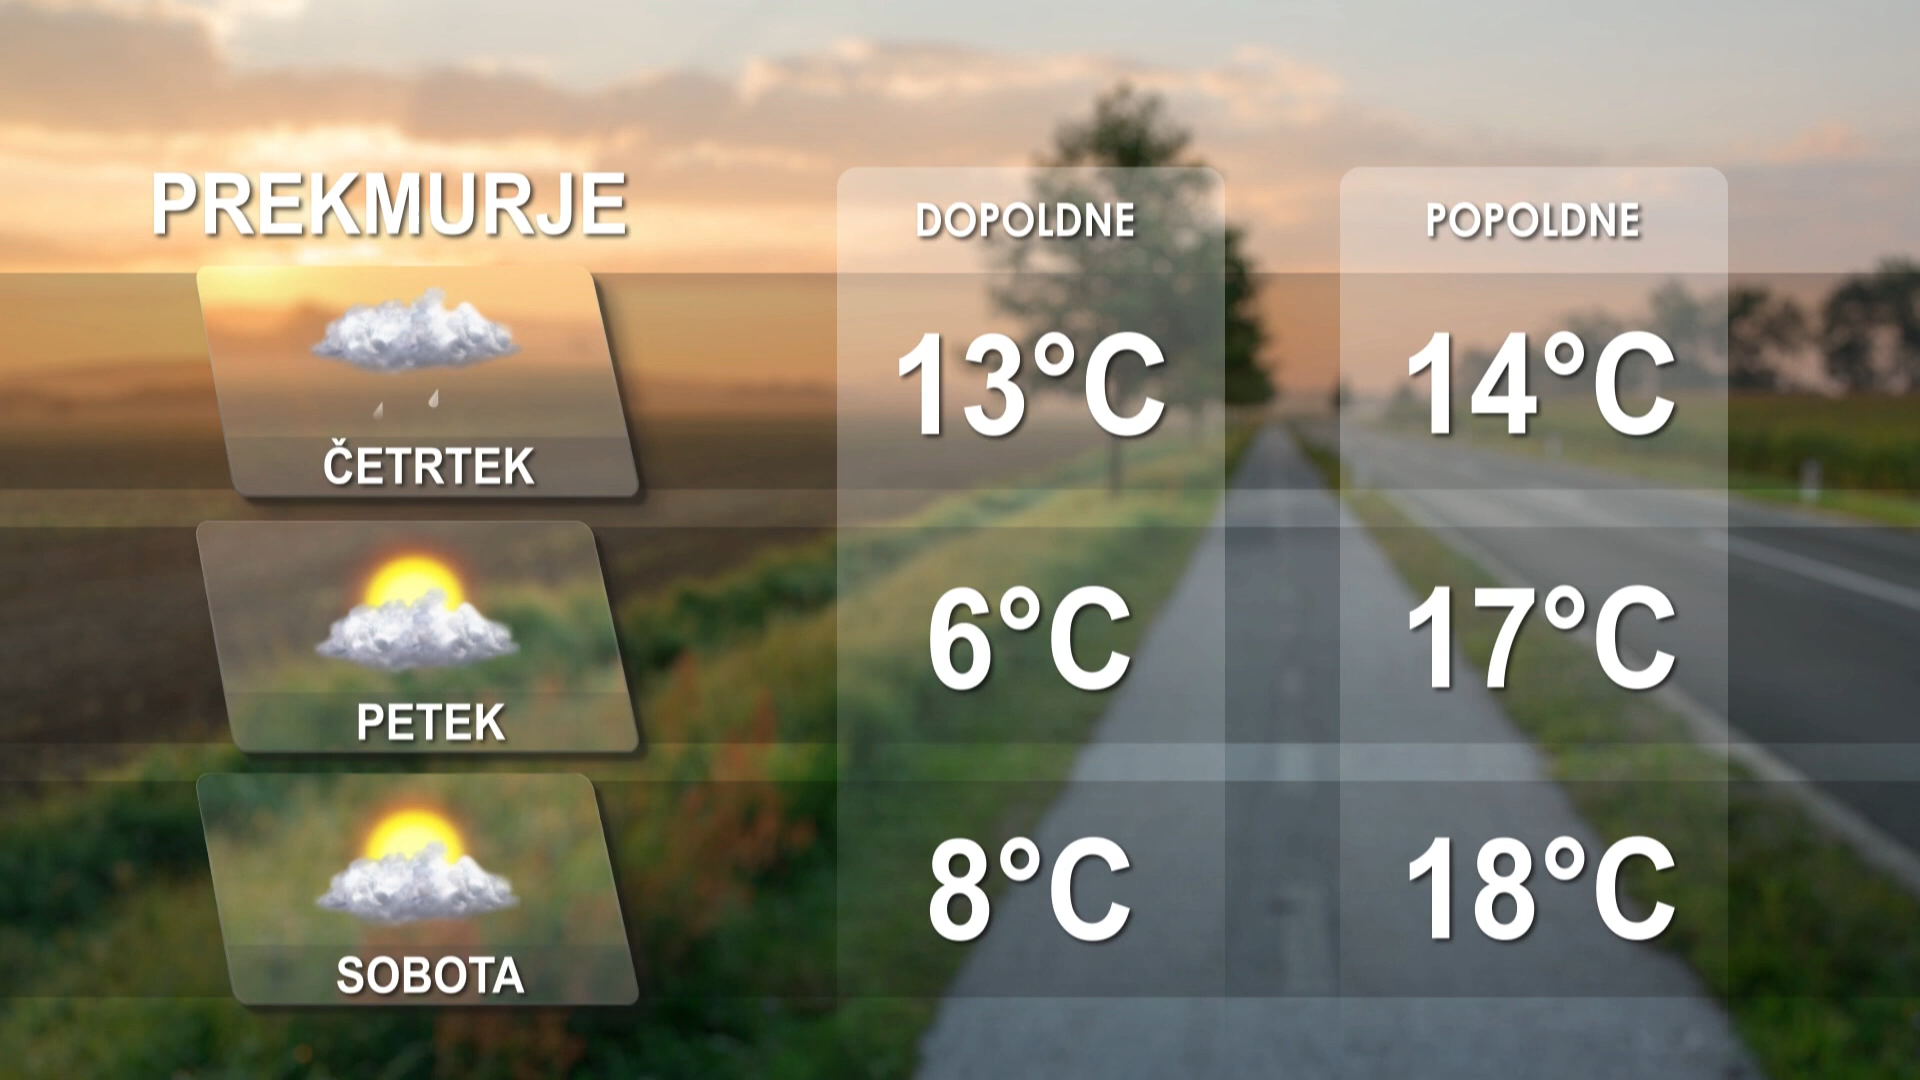 PREKMURJE
DOPOLDNE
POPOLDNE
13°C
14°C
ČETRTEK
6°C
17°C
PETEK
8°C
18°C
SOBOTA